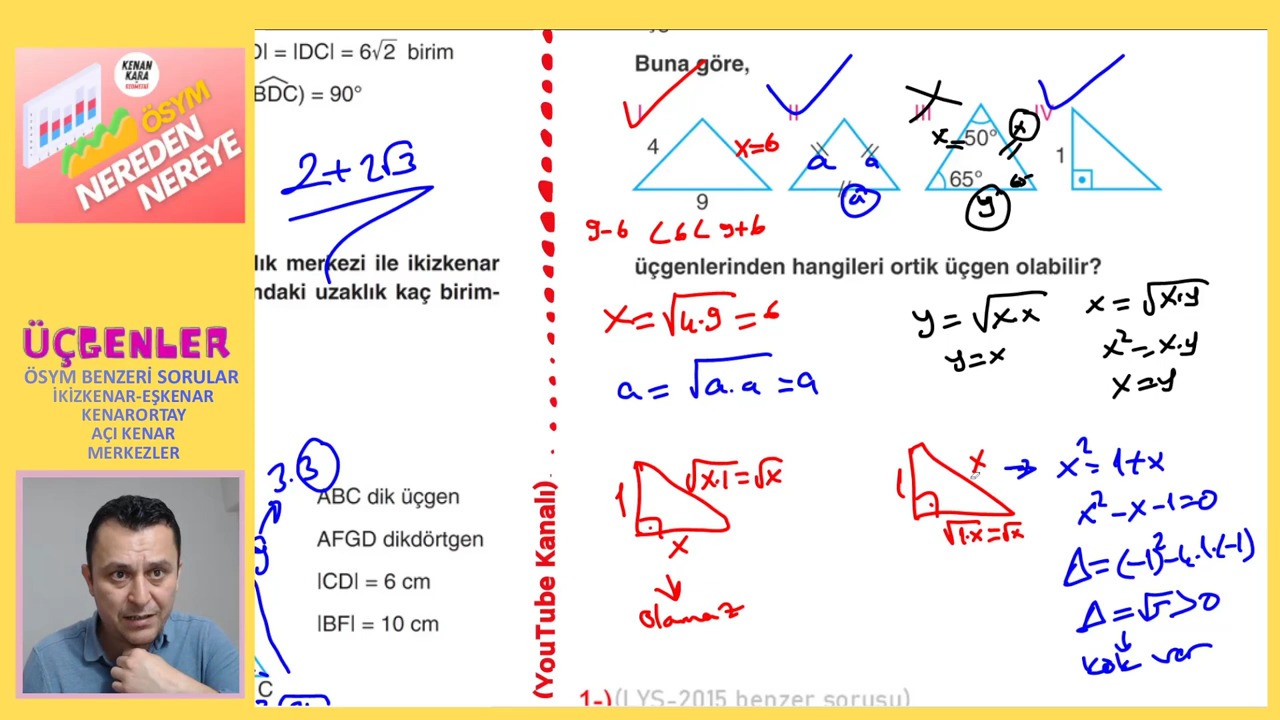 KENAN
KARA
ÖSYM
NEREDEN
NEREYE
ÜÇGENLER
ÖSYM BENZERİ SORULAR
İKİZKENAR-EŞKENAR
KENARORTAY
AÇI KENAR
MERKEZLER
D| = |DC| = 6√2 birim
BDC) = 90°
2+2√3
lık merkezi ile ikizkenar
ndaki uzaklık kaç birim-
3.3
ABC dik üçgen
AFGD dikdörtgen
|CD| = 6 cm
|BF| = 10 cm
C
(YouTube Kanalı)
Buna göre,
I
4
x=6
9
II
a
a
a
III
x=
50°
x
65°
65°
y
IV
1
9-6 <6< 9+6
üçgenlerinden hangileri ortik üçgen olabilir?
x=√4.9=6
a=√a.a=a
y=√x.x
y=x
x=√x.y
x²=x.y
x=y
1
√x.1=√x
x
olamaz
1
x
√1.x=√x
→ x²=1+x
x²-x-1=0
Δ=(-1)²-4.1.(-1)
Δ=√5>0
kök var
1-)(LYS-2015 benzer sorusu)